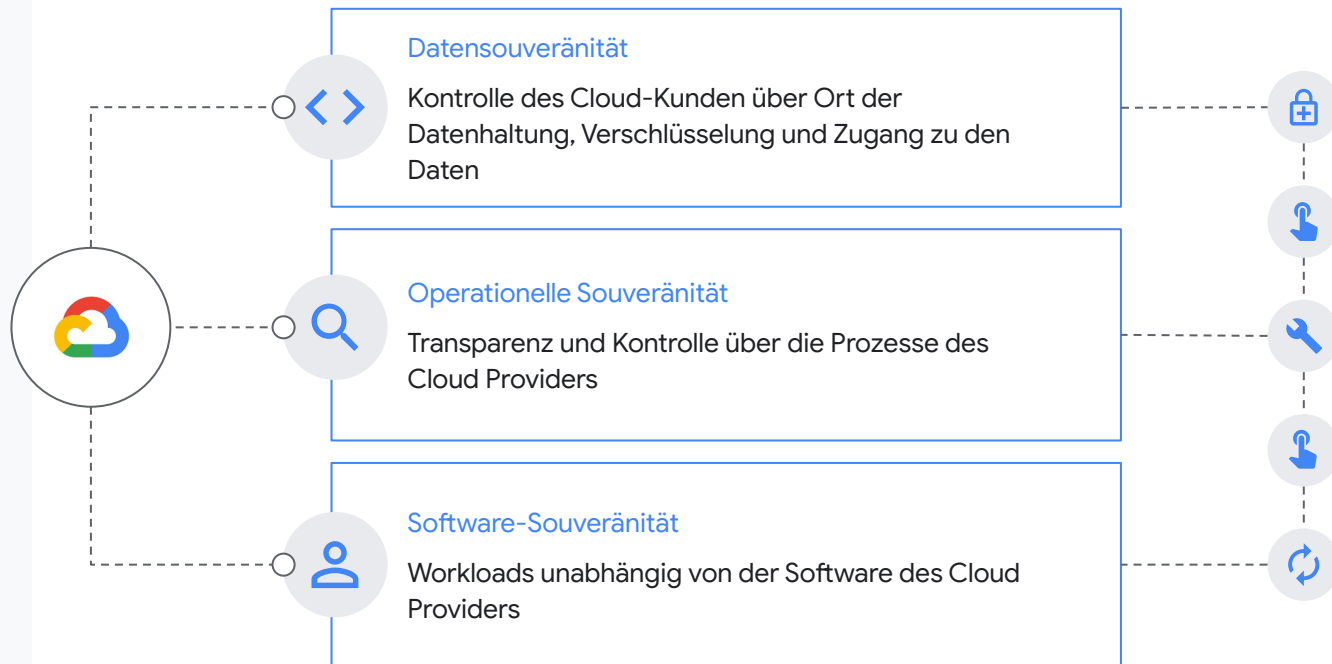 Datensouveränität
Kontrolle des Cloud-Kunden über Ort der
Datenhaltung, Verschlüsselung und Zugang zu den
Daten
Operationelle Souveränität
Transparenz und Kontrolle über die Prozesse des
Cloud Providers
Software-Souveränität
Workloads unabhängig von der Software des Cloud
Providers